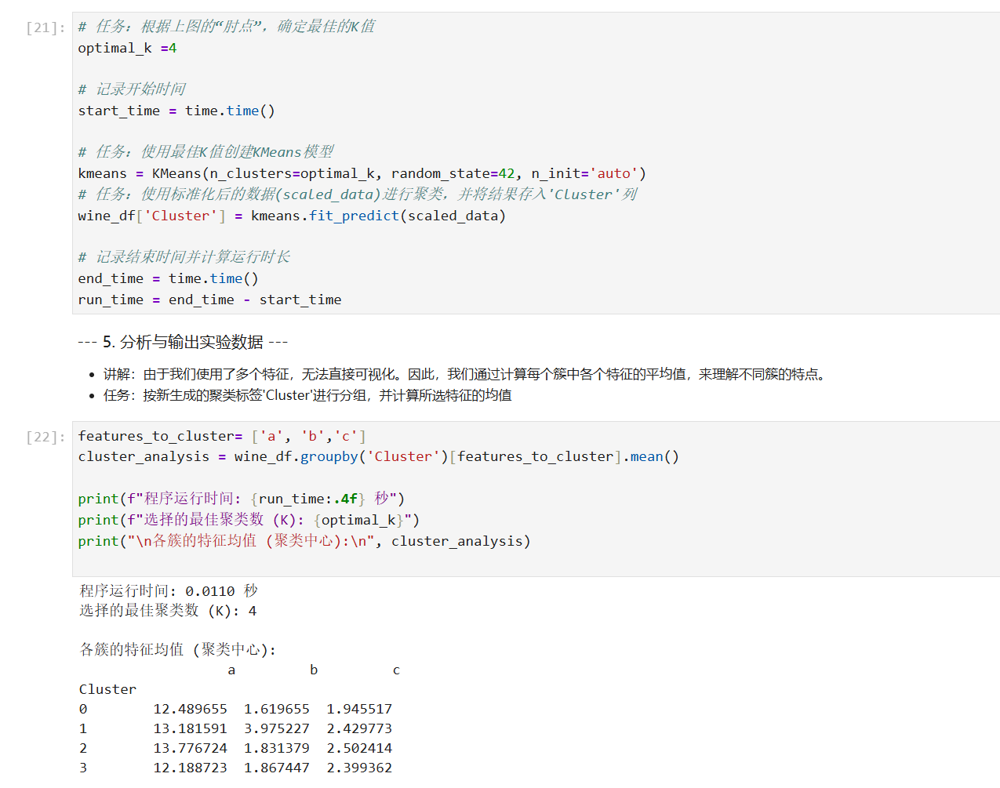 [21]:
# 任务：根据上图的“肘点”，确定最佳的K值
optimal_k =4
# 记录开始时间
start_time = time.time()
# 任务：使用最佳K值创建KMeans模型
kmeans = KMeans(n_clusters=optimal_k, random_state=42, n_init='auto')
# 任务：使用标准化后的数据(scaled_data)进行聚类，并将结果存入'Cluster'列
wine_df['Cluster'] = kmeans.fit_predict(scaled_data)
# 记录结束时间并计算运行时长
end_time = time.time()
run_time = end_time - start_time
--- 5. 分析与输出实验数据 ---
• 讲解：由于我们使用了多个特征，无法直接可视化。因此，我们通过计算每个簇中各个特征的平均值，来理解不同簇的特点。
• 任务：按新生成的聚类标签'Cluster'进行分组，并计算所选特征的均值
[22]:
features_to_cluster= ['a', 'b','c']
cluster_analysis = wine_df.groupby('Cluster')[features_to_cluster].mean()
print(f"程序运行时间: {run_time:.4f} 秒")
print(f"选择的最佳聚类数 (K): {optimal_k}")
print("\n各簇的特征均值 (聚类中心):\n", cluster_analysis)
程序运行时间: 0.0110 秒
选择的最佳聚类数 (K): 4
各簇的特征均值 (聚类中心):
a b c
Cluster
0 12.489655 1.619655 1.945517
1 13.181591 3.975227 2.429773
2 13.776724 1.831379 2.502414
3 12.188723 1.867447 2.399362